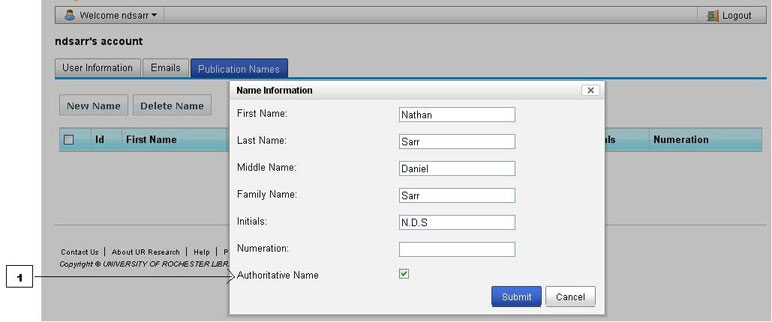 Welcome ndsarr
Logout
ndsarr's account
User Information
Emails
Publication Names
Name Information
First Name:
Nathan
New Name
Delete Name
Last Name:
Sarr
Id
First Name
Numeration
Middle Name:
Daniel
Family Name:
Sarr
Initials:
N.D.S
Numeration:
Contact Us | About UR Research | Help |
Copyright © UNIVERSITY OF ROCHESTER
1
Authoritative Name
Submit
Cancel